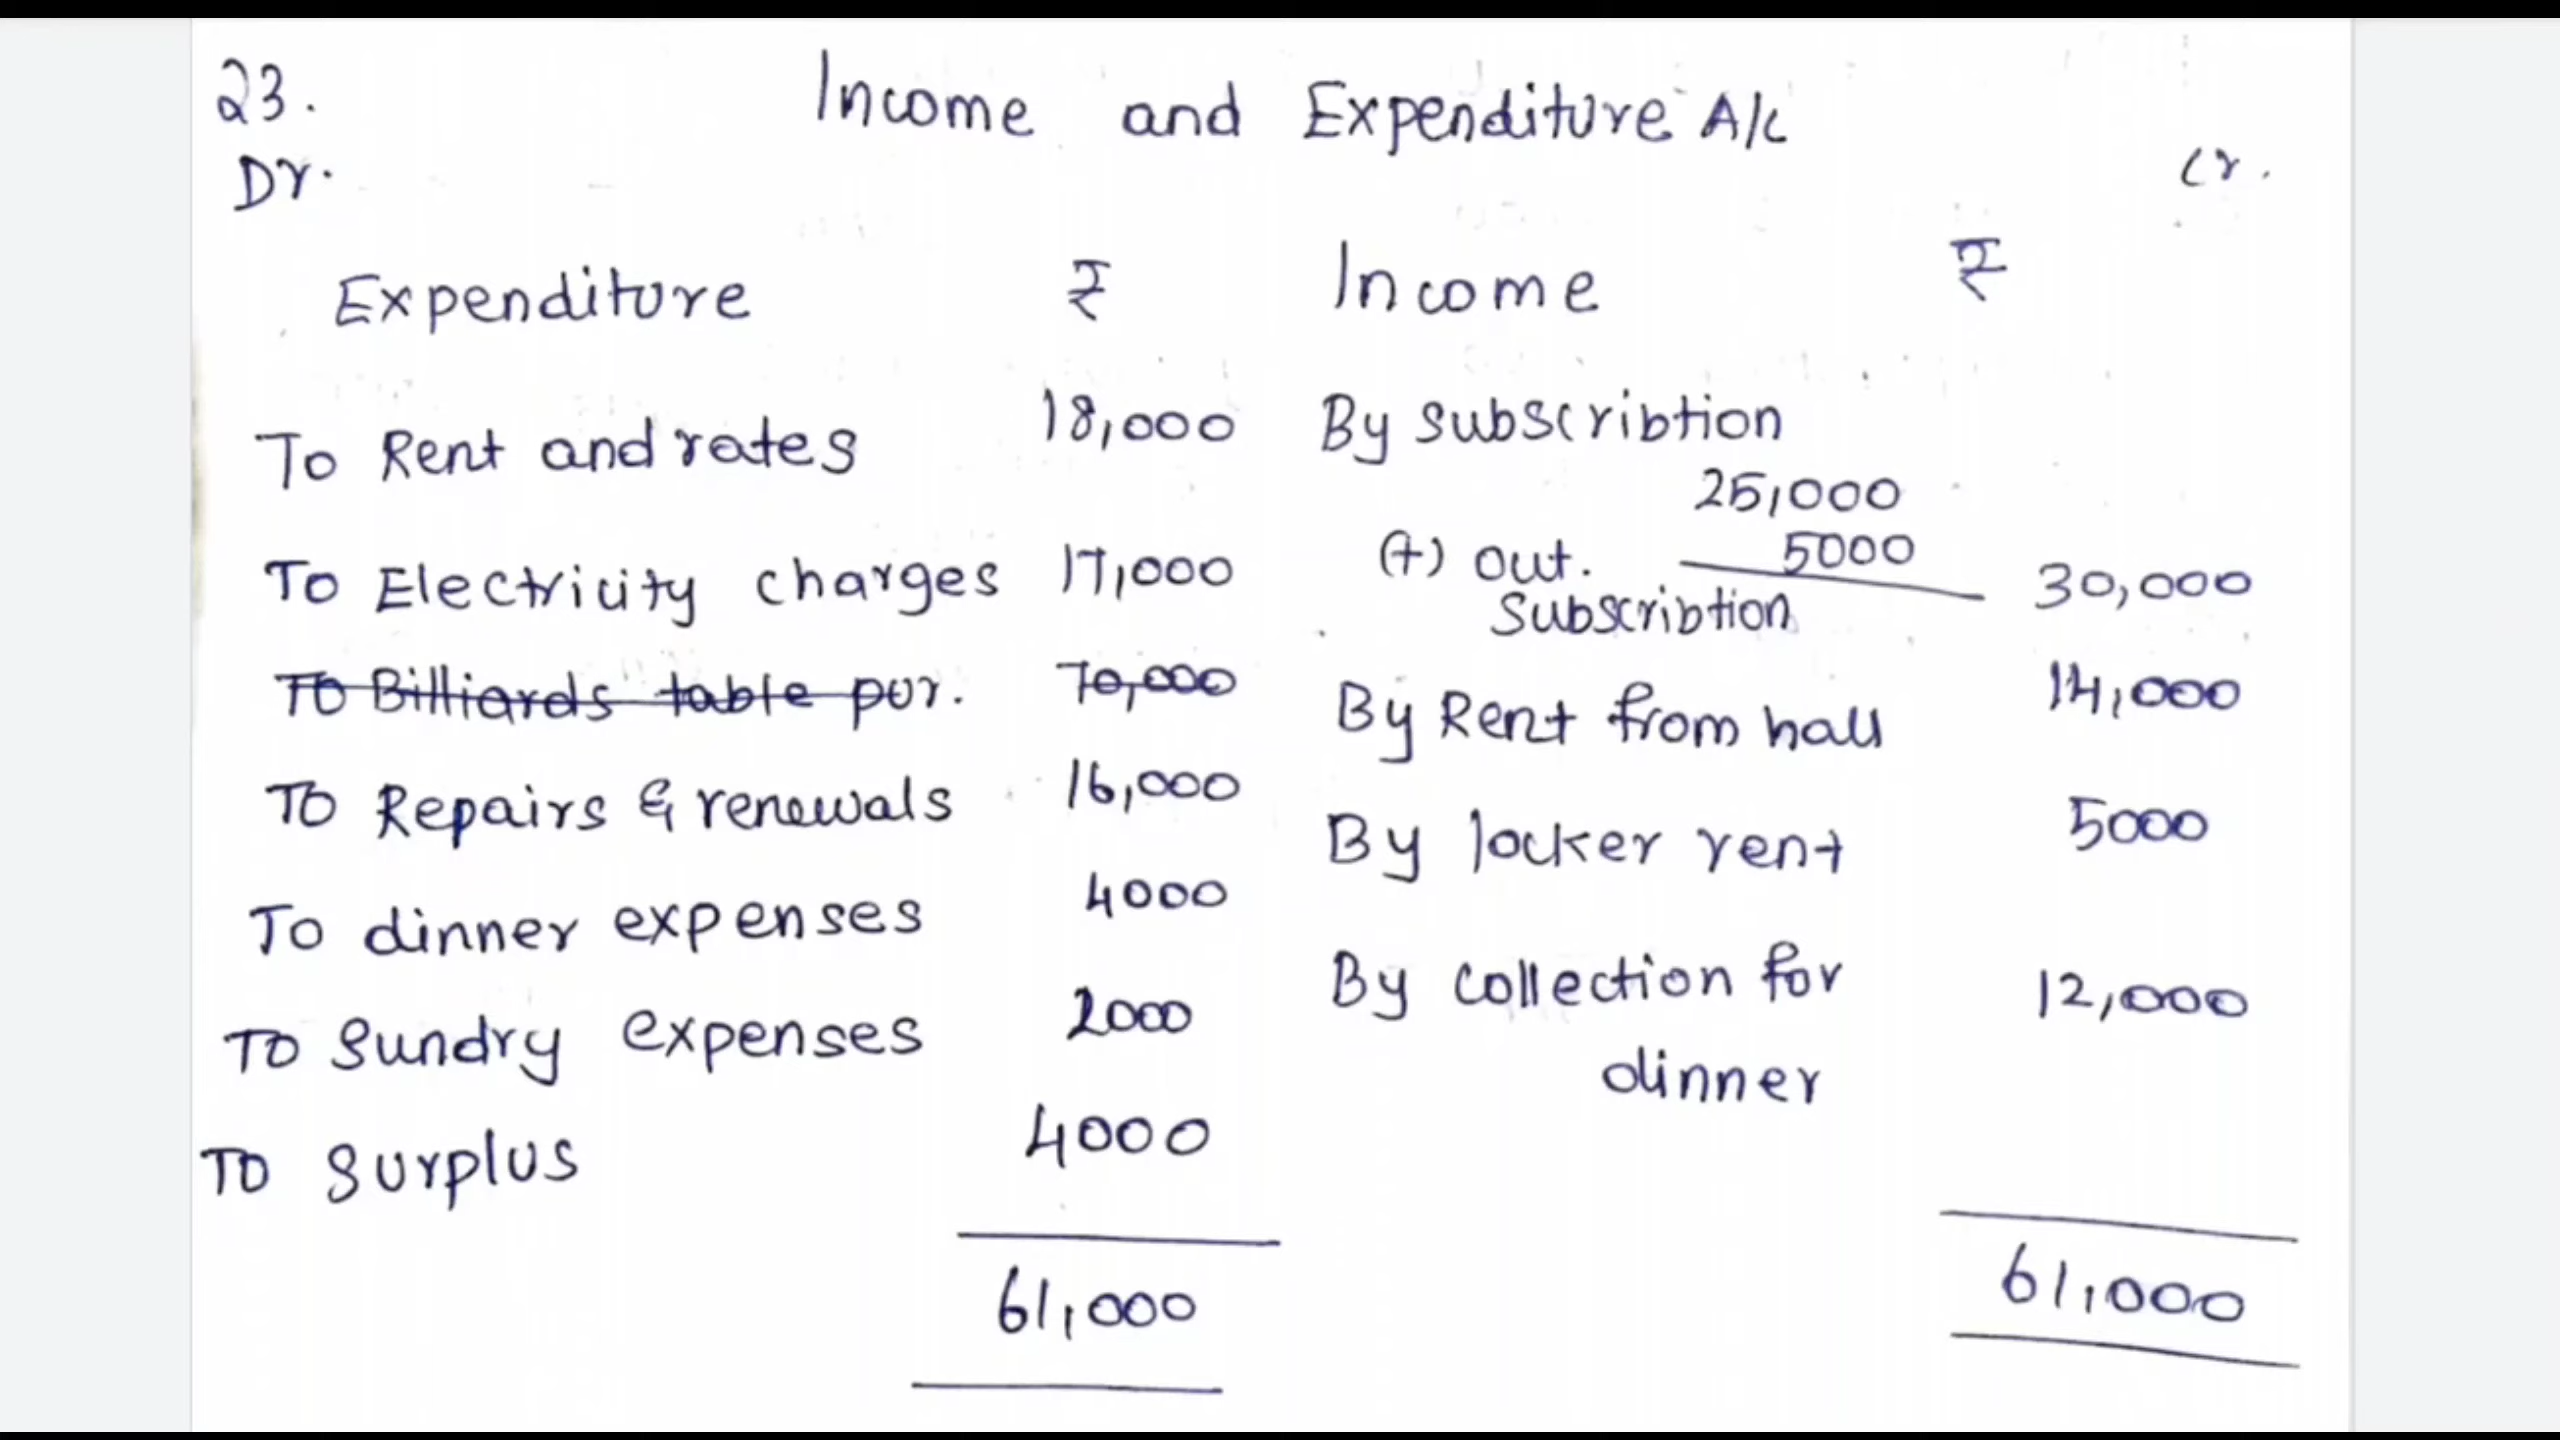 23.
Income and Expenditure A/c
Dr.
Cr.
Expenditure ₹ Income ₹
To Rent and rates 18,000 By subscribtion
25,000
To Electricity charges 17,000 (+) out. 5000 30,000
Subscribtion
To Billiards table pur. 70,000 By Rent from hall 14,000
To Repairs & renewals 16,000 By locker rent 5000
To dinner expenses 4000 By collection for 12,000
dinner
To Sundry expenses 2000
To Surplus 4000
61,000 61,000